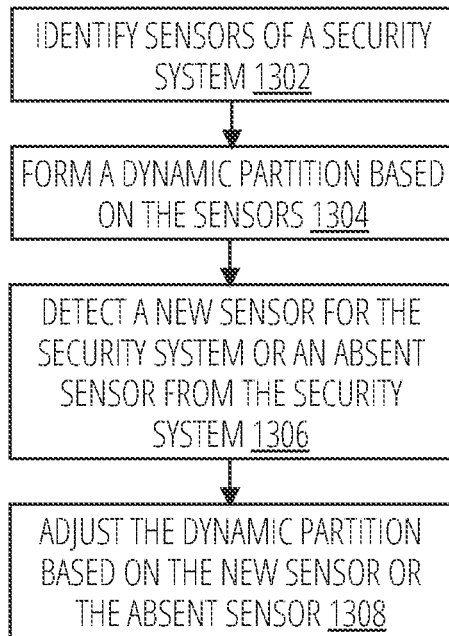 IDENTIFY SENSORS OF A SECURITY
SYSTEM 1302
FORM A DYNAMIC PARTITION BASED
ON THE SENSORS 1304
DETECT A NEW SENSOR FOR THE
SECURITY SYSTEM OR AN ABSENT
SENSOR FROM THE SECURITY
SYSTEM 1306
ADJUST THE DYNAMIC PARTITION
BASED ON THE NEW SENSOR OR
THE ABSENT SENSOR 1308